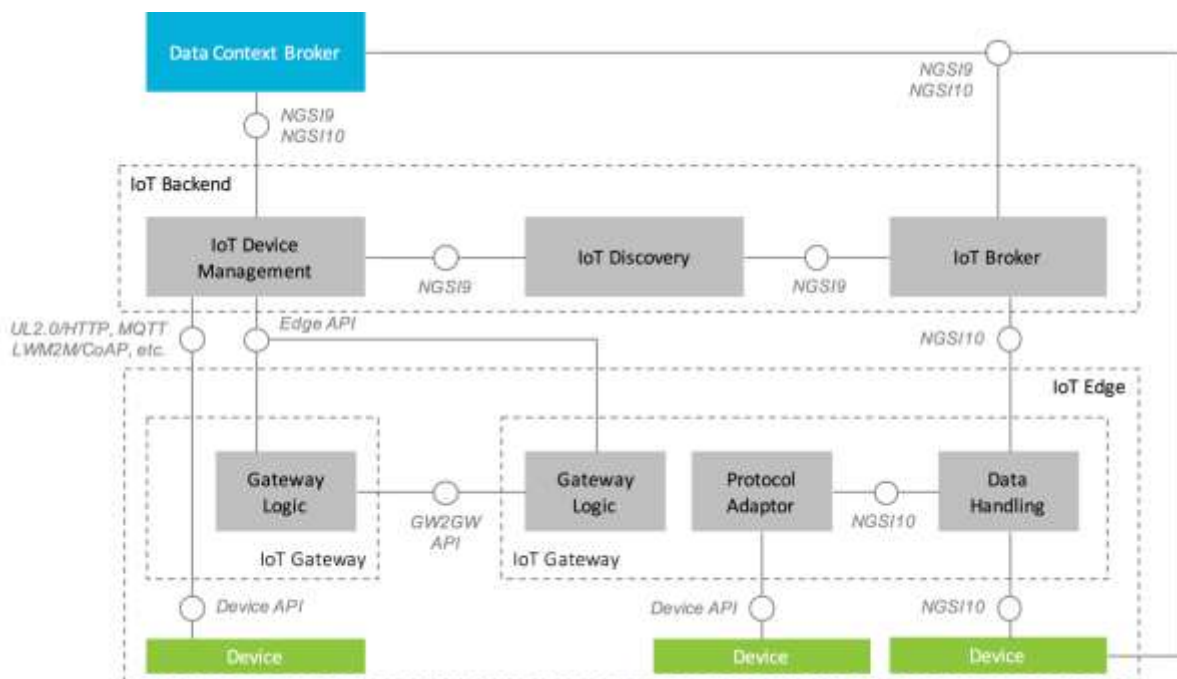 Data Context Broker
NGSI9
NGSI10
NGSI9
NGSI10
IoT Backend
IoT Device
Management
IoT Discovery
IoT Broker
NGSI9
NGSI9
UL2.0/HTTP, MQTT
LWM2M/CoAP, etc.
Edge API
NGSI10
IoT Edge
Gateway
Logic
Gateway
Logic
Protocol
Adaptor
Data
Handling
GW2GW
API
NGSI10
IoT Gateway
IoT Gateway
Device API
Device API
NGSI10
Device
Device
Device